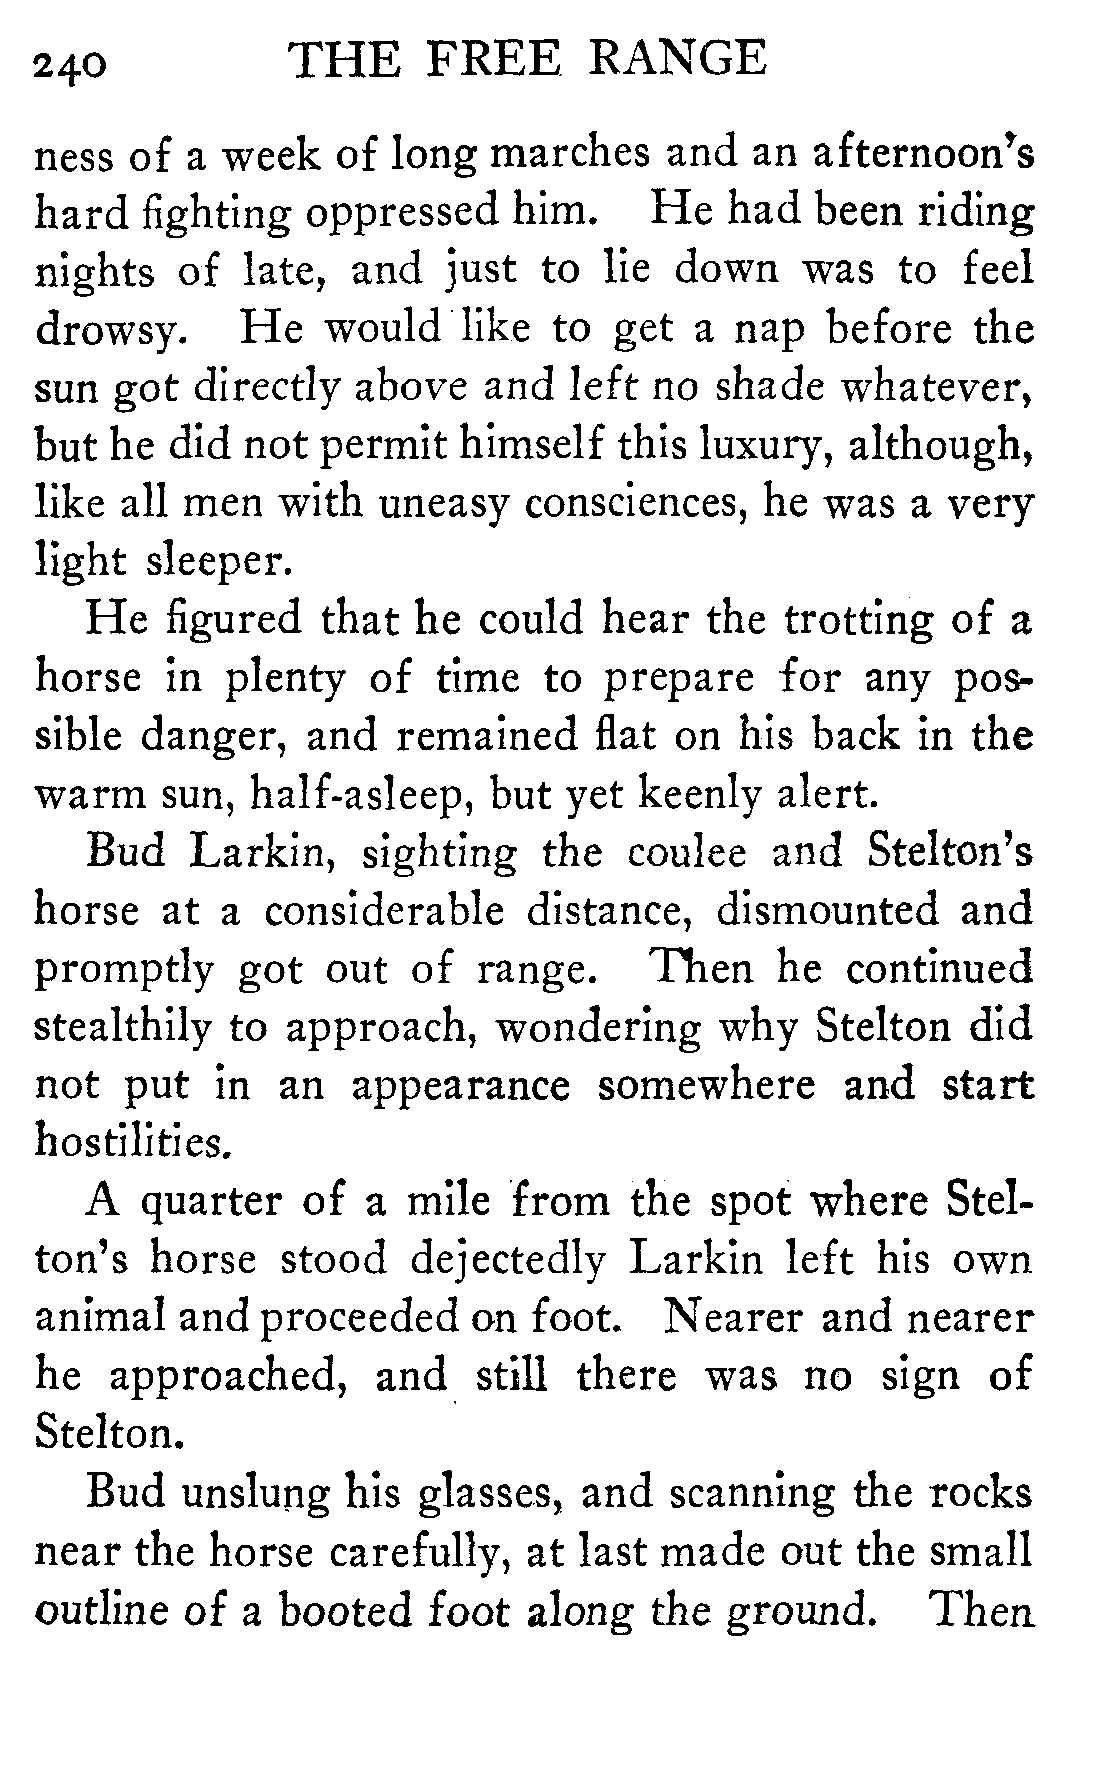 240 THE FREE RANGE
ness of a week of long marches and an afternoon's
hard fighting oppressed him. He had been riding
nights of late, and just to lie down was to feel
drowsy. He would like to get a nap before the
sun got directly above and left no shade whatever,
but he did not permit himself this luxury, although,
like all men with uneasy consciences, he was a very
light sleeper.
He figured that he could hear the trotting of a
horse in plenty of time to prepare for any pos-
sible danger, and remained flat on his back in the
warm sun, half-asleep, but yet keenly alert.
Bud Larkin, sighting the coulee and Stelton's
horse at a considerable distance, dismounted and
promptly got out of range. Then he continued
stealthily to approach, wondering why Stelton did
not put in an appearance somewhere and start
hostilities.
A quarter of a mile from the spot where Stel-
ton's horse stood dejectedly Larkin left his own
animal and proceeded on foot. Nearer and nearer
he approached, and still there was no sign of
Stelton.
Bud unslung his glasses, and scanning the rocks
near the horse carefully, at last made out the small
outline of a booted foot along the ground. Then